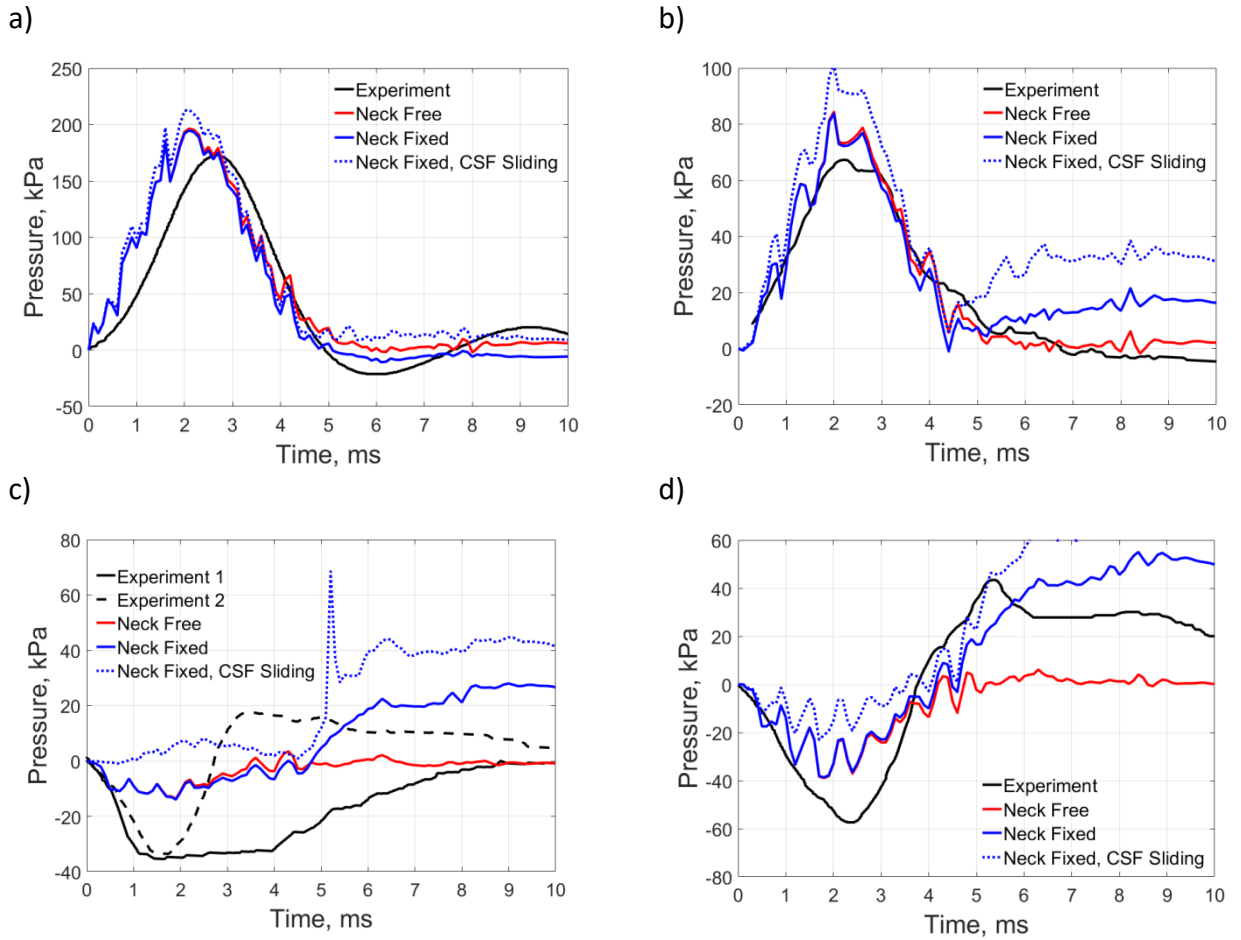 a)
250
200
150
100
50
0
-50
Pressure, kPa
0 1 2 3 4 5 6 7 8 9 10
Time, ms
Experiment
Neck Free
Neck Fixed
Neck Fixed, CSF Sliding
b)
100
80
60
40
20
0
-20
Pressure, kPa
0 1 2 3 4 5 6 7 8 9 10
Time, ms
Experiment
Neck Free
Neck Fixed
Neck Fixed, CSF Sliding
c)
80
60
40
20
0
-20
-40
Pressure, kPa
0 1 2 3 4 5 6 7 8 9 10
Time, ms
Experiment 1
Experiment 2
Neck Free
Neck Fixed
Neck Fixed, CSF Sliding
d)
60
40
20
0
-20
-40
-60
-80
Pressure, kPa
0 1 2 3 4 5 6 7 8 9 10
Time, ms
Experiment
Neck Free
Neck Fixed
Neck Fixed, CSF Sliding